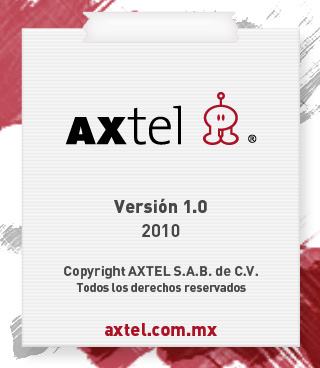 AXtel ®
Versión 1.0
2010
Copyright AXTEL S.A.B. de C.V.
Todos los derechos reservados
axtel.com.mx